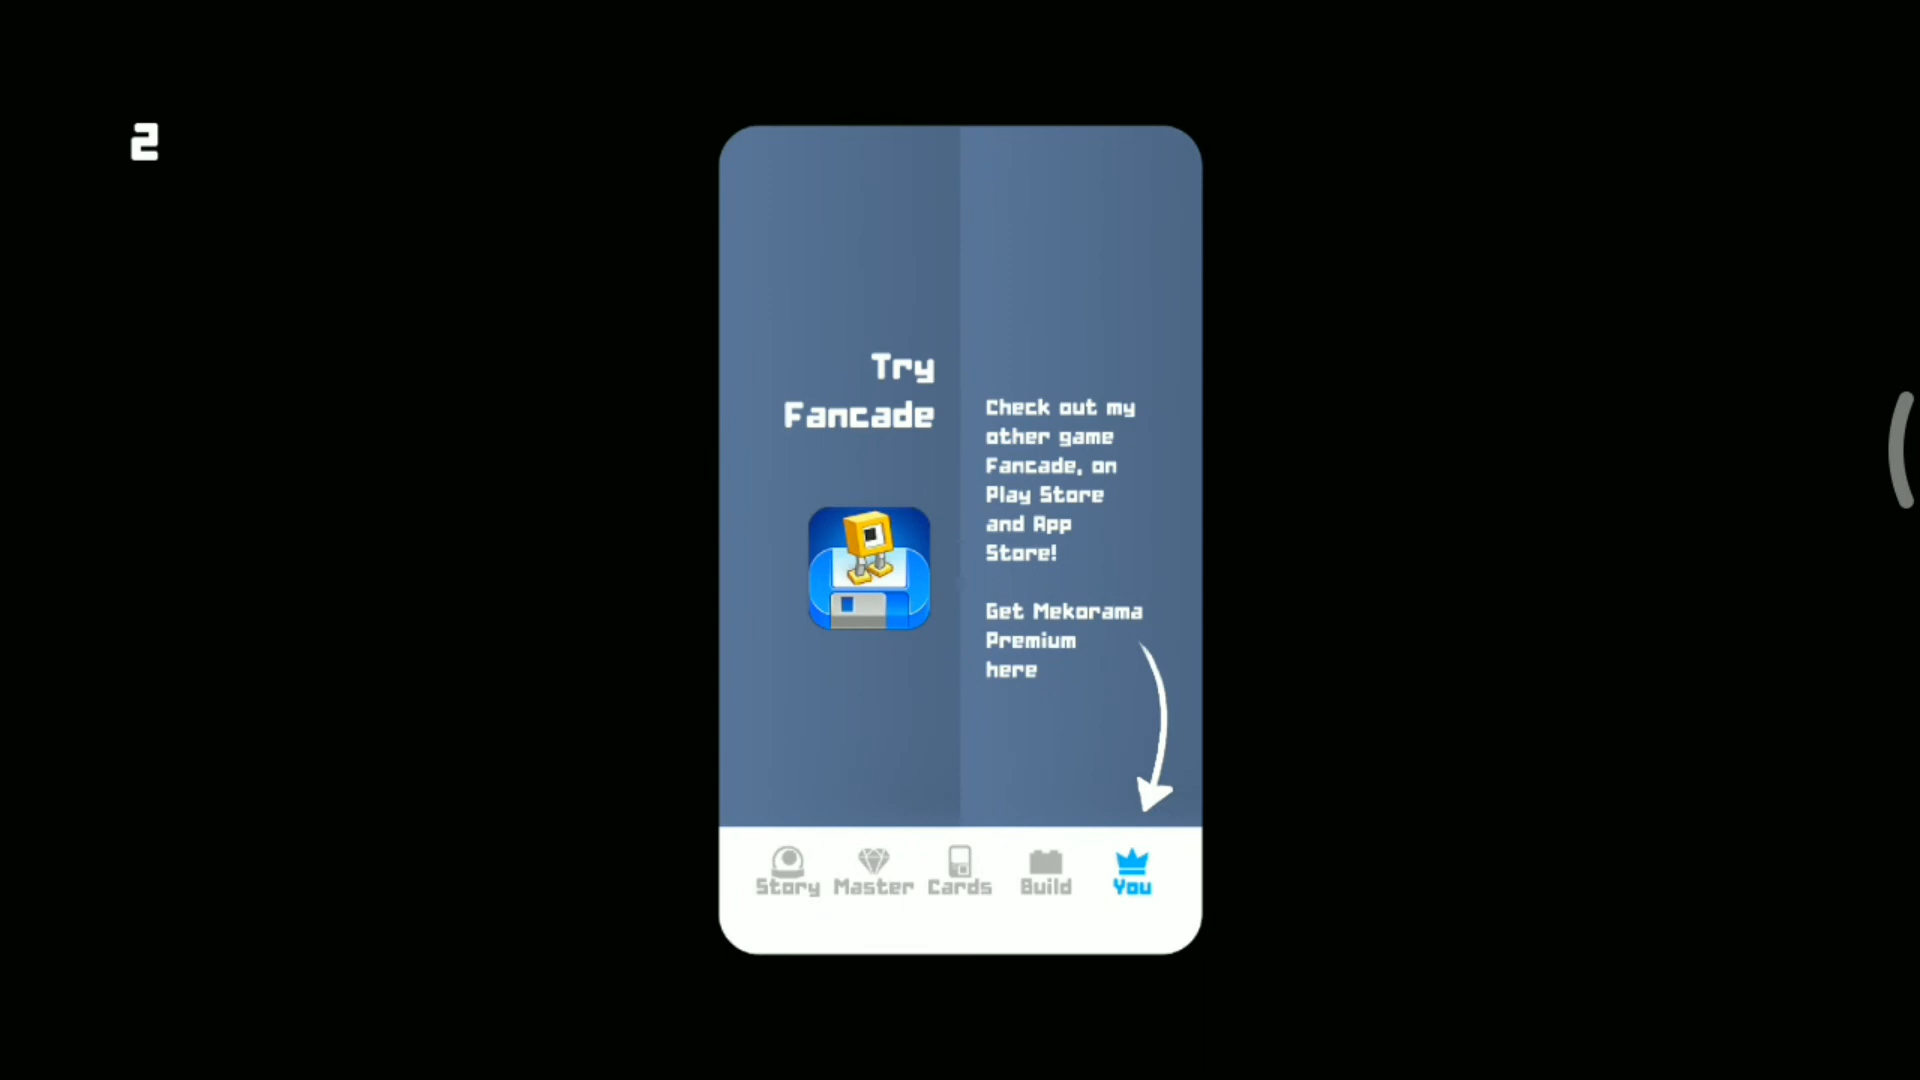 2
Try
Fancade
Check out my
other game
Fancade, on
Play Store
and App
Store!
Get Mekorama
Premium
here
Story Master Cards Build You